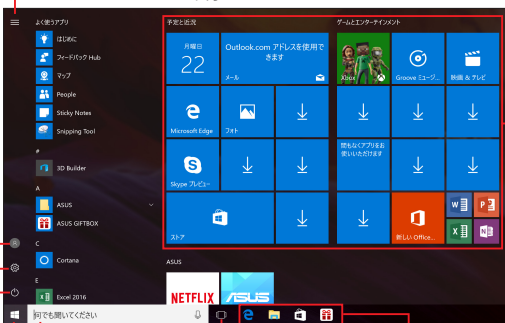 よく使うアプリ
はじめに
フィードバック Hub
マップ
People
Sticky Notes
Snipping Tool
#
3D Builder
A
ASUS
ASUS GIFTBOX
C
Cortana
E
Excel 2016
何でも聞いてください
予定と近況
月曜日
22
Outlook.com アドレスを使用で
きます
メール
Microsoft Edge
フォト
Skype プレビュー
ストア
ASUS
NETFLIX
ASUS
ゲームとエンターテインメント
Xbox
Groove ミュージ...
映画 & テレビ
間もなくアプリをお
使いいただけます
新しい Office...